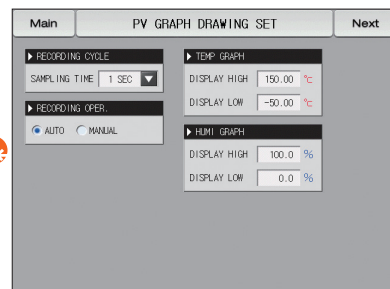 Main PV GRAPH DRAWING SET Next
▶ RECORDING CYCLE
SAMPLING TIME 1 SEC ▼
▶ RECORDING OPER.
AUTO MANUAL
▶ TEMP GRAPH
DISPLAY HIGH 150.00 ℃
DISPLAY LOW -50.00 ℃
▶ HUMI GRAPH
DISPLAY HIGH 100.0 %
DISPLAY LOW 0.0 %